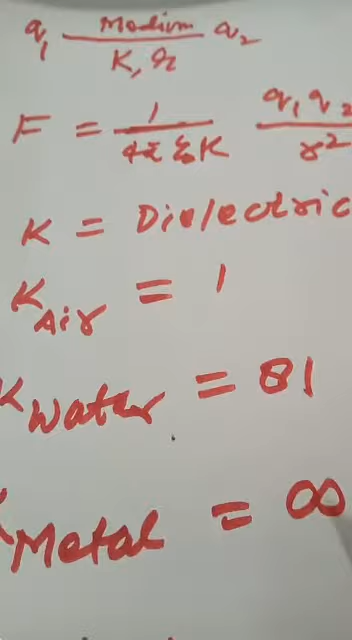 q₁ Medium q₂
K, r
F = 1/4πε₀K q₁q₂/r²
K = Dielectric
K Air = 1
K Water = 81
K Metal = ∞